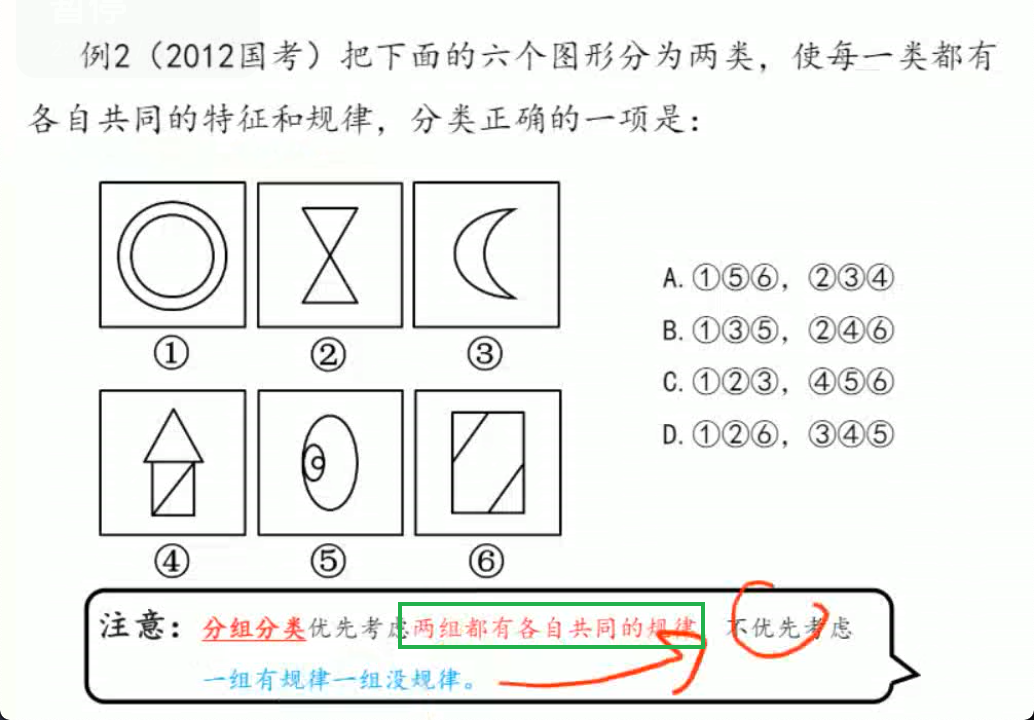 暂停
例2（2012国考）把下面的六个图形分为两类，使每一类都有
各自共同的特征和规律，分类正确的一项是：
① ② ③
A. ①⑤⑥，②③④
B. ①③⑤，②④⑥
C. ①②③，④⑤⑥
D. ①②⑥，③④⑤
④ ⑤ ⑥
注意：分组分类优先考虑两组都有各自共同的规律 不优先考虑
一组有规律一组没规律。